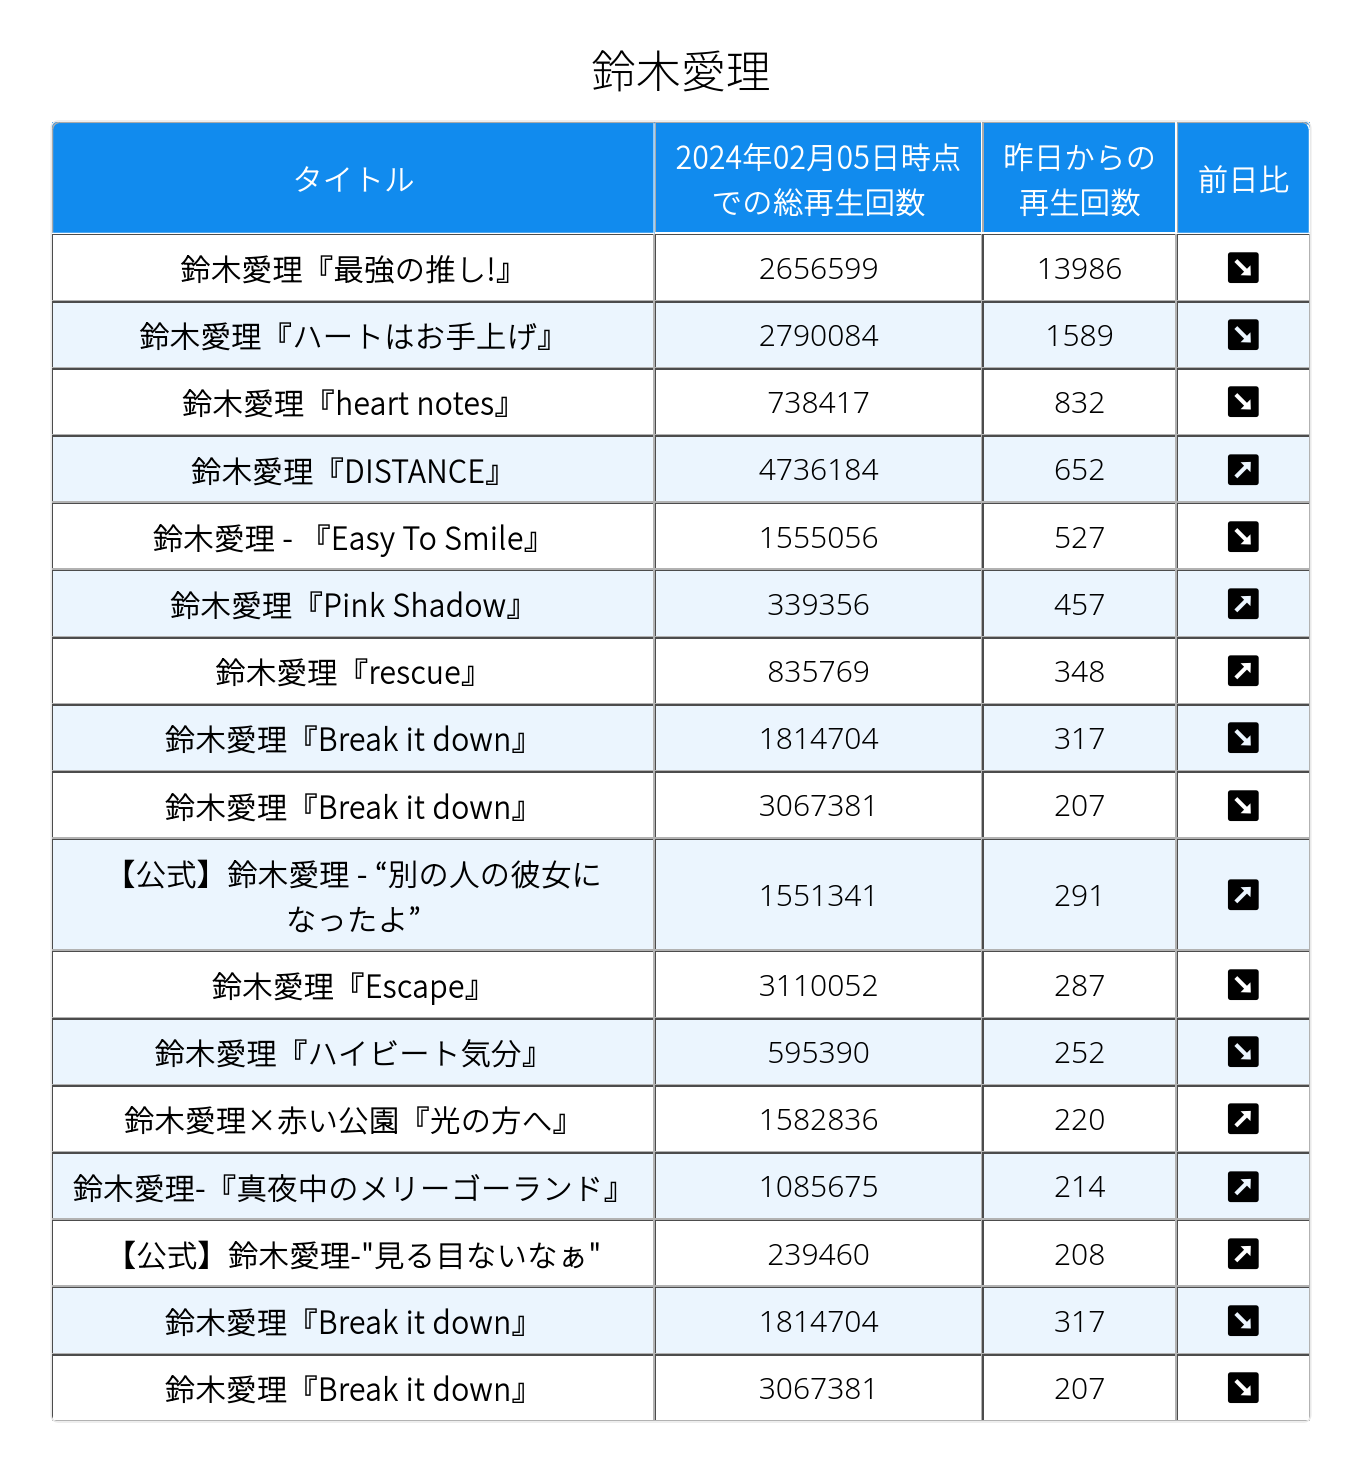 鈴木愛理
タイトル
2024年02月05日時点
での総再生回数
昨日からの
再生回数
前日比
鈴木愛理『最強の推し!』 2656599 13986
鈴木愛理『ハートはお手上げ』 2790084 1589
鈴木愛理『heart notes』 738417 832
鈴木愛理『DISTANCE』 4736184 652
鈴木愛理 - 『Easy To Smile』 1555056 527
鈴木愛理『Pink Shadow』 339356 457
鈴木愛理『rescue』 835769 348
鈴木愛理『Break it down』 1814704 317
鈴木愛理『Break it down』 3067381 207
【公式】鈴木愛理 - “別の人の彼女に
なったよ” 1551341 291
鈴木愛理『Escape』 3110052 287
鈴木愛理『ハイビート気分』 595390 252
鈴木愛理×赤い公園『光の方へ』 1582836 220
鈴木愛理-『真夜中のメリーゴーランド』 1085675 214
【公式】鈴木愛理-"見る目ないなぁ" 239460 208
鈴木愛理『Break it down』 1814704 317
鈴木愛理『Break it down』 3067381 207